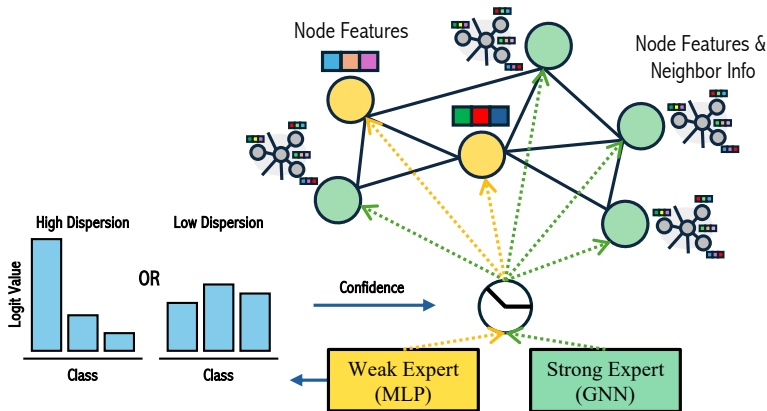 Node Features
Node Features &
Neighbor Info
High Dispersion
Low Dispersion
Logit Value
OR
Class
Class
Confidence
Weak Expert
(MLP)
Strong Expert
(GNN)